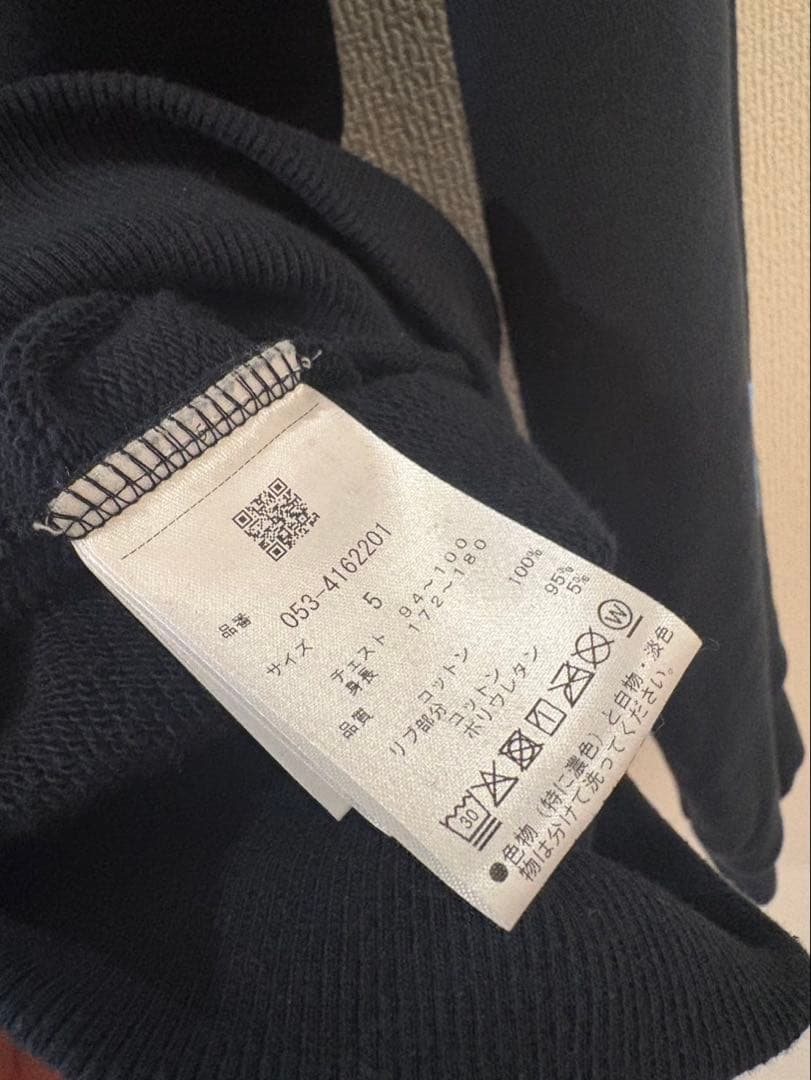 品番 053-4162201
サイズ 5
チェスト 94~100
身長 172~180
品質 コットン 100%
リブ部分 コットン 95%
ポリウレタン 5%
30 W
●色物（特に濃色）と白物・淡色
物は分けて洗ってください。